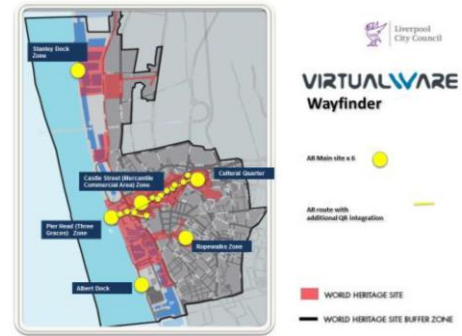 Stanley Dock
Zone
Castle Street (Mercantile
Commercial Area) Zone
Cultural Quarter
Pier Head (Three
Graces) Zone
Ropewalks Zone
Albert Dock
Liverpool
City Council
VIRTUALWARE
Wayfinder
AR Main site x 6
AR route with
additional QR integration
WORLD HERITAGE SITE
WORLD HERITAGE SITE BUFFER ZONE